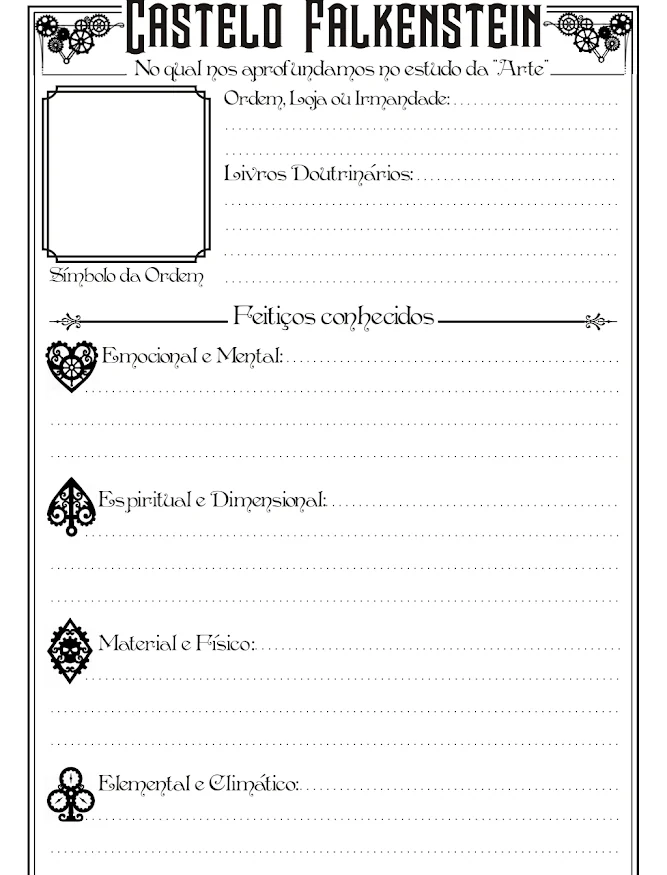 CASTELO FALKENSTEIN
No qual nos aprofundamos no estudo da "Arte"
Ordem, Loja ou Irmandade:
Livros Doutrinários:
Símbolo da Ordem
Feitiços conhecidos
Emocional e Mental:
Espiritual e Dimensional:
Material e Físico:
Elemental e Climático: